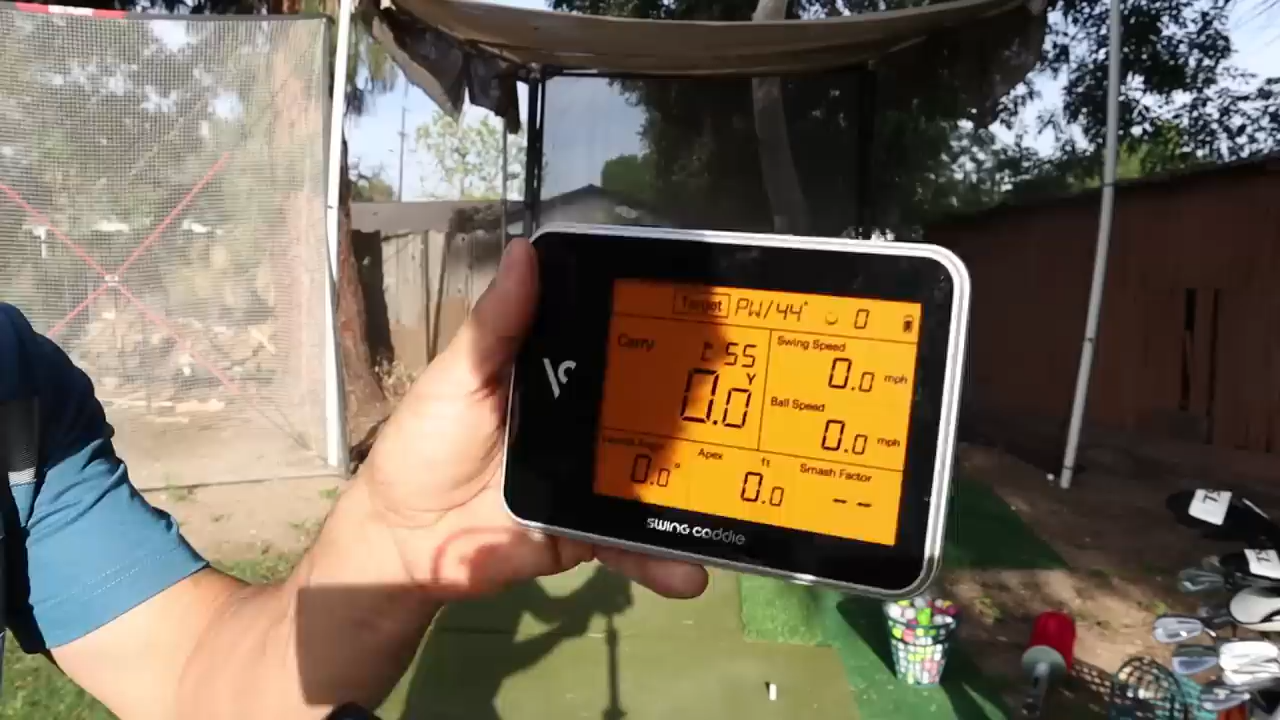 Target PW/44° 0
Carry t 55
0.0 Y
Swing Speed
0.0 mph
Ball Speed
0.0 mph
Launch Angle
0.0°
Apex ft
0.0
Smash Factor
--
swing caddie